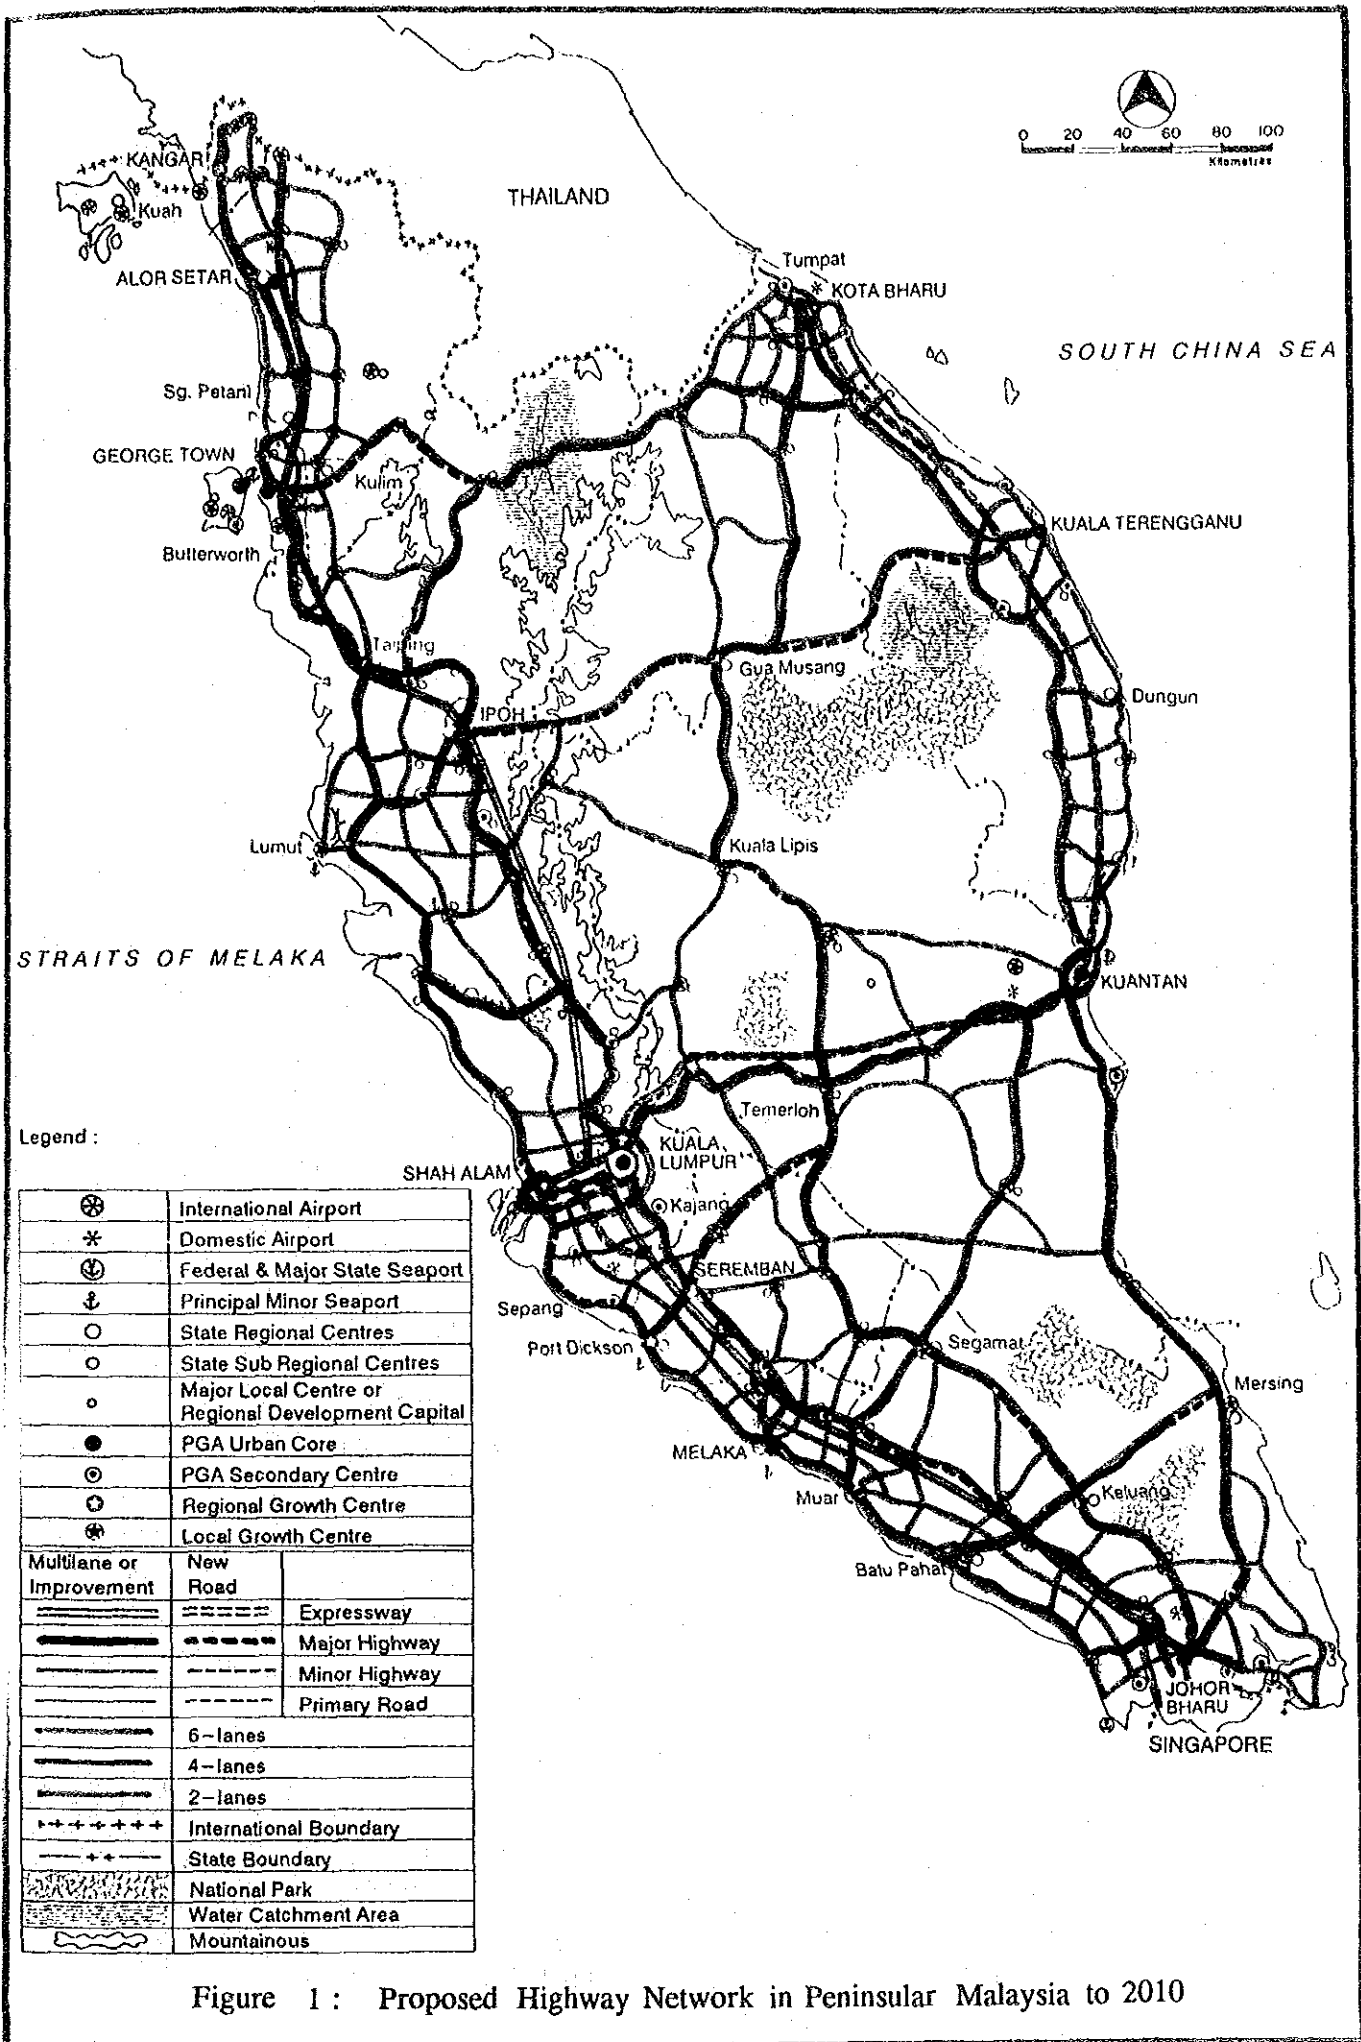 0 20 40 60 80 100
Kilometres
THAILAND
KANGAR
Kuah
ALOR SETAR
Tumpat
KOTA BHARU
SOUTH CHINA SEA
Sg. Petani
GEORGE TOWN
Kulim
Butterworth
KUALA TERENGGANU
Taiping
Gua Musang
Dungun
IPOH
Lumut
Kuala Lipis
STRAITS OF MELAKA
KUANTAN
Temerloh
KUALA
LUMPUR
SHAH ALAM
Kajang
SEREMBAN
Sepang
Port Dickson
Segamat
Mersing
MELAKA
Muar
Keluang
Batu Pahat
JOHOR
BHARU
SINGAPORE
Legend :
International Airport
Domestic Airport
Federal & Major State Seaport
Principal Minor Seaport
State Regional Centres
State Sub Regional Centres
Major Local Centre or
Regional Development Capital
PGA Urban Core
PGA Secondary Centre
Regional Growth Centre
Local Growth Centre
Multilane or New
Improvement Road
Expressway
Major Highway
Minor Highway
Primary Road
6-lanes
4-lanes
2-lanes
International Boundary
State Boundary
National Park
Water Catchment Area
Mountainous
Figure 1 : Proposed Highway Network in Peninsular Malaysia to 2010